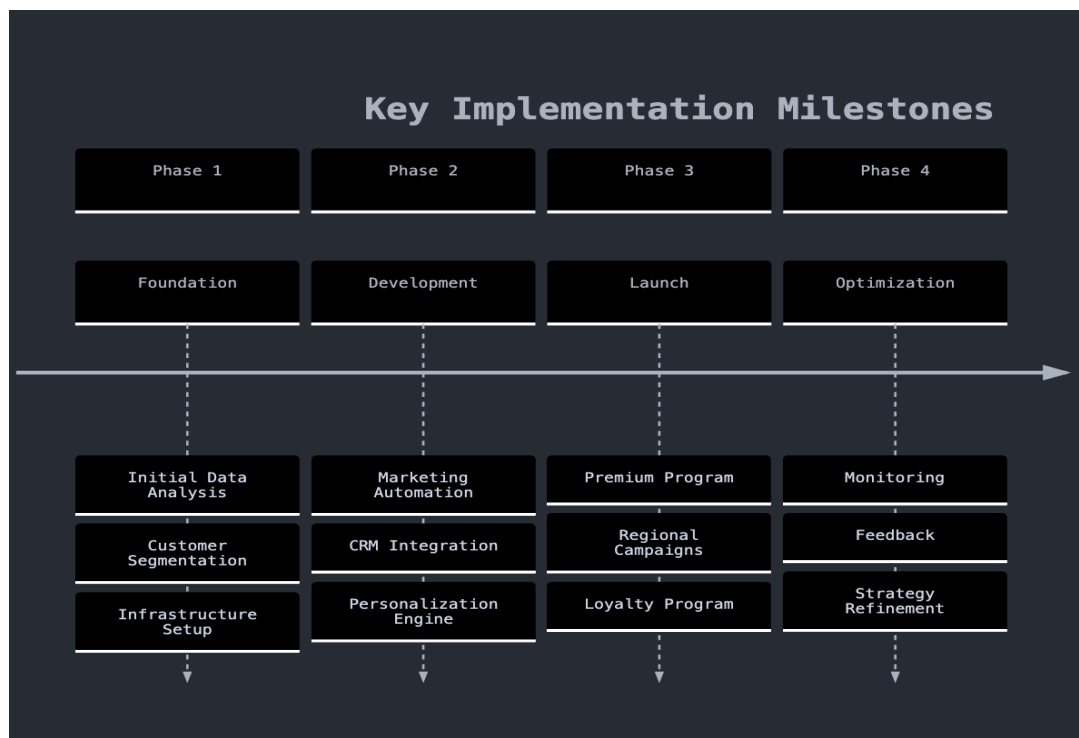 Key Implementation Milestones
Phase 1
Phase 2
Phase 3
Phase 4
Foundation
Development
Launch
Optimization
Initial Data
Analysis
Customer
Segmentation
Infrastructure
Setup
Marketing
Automation
CRM Integration
Personalization
Engine
Premium Program
Regional
Campaigns
Loyalty Program
Monitoring
Feedback
Strategy
Refinement